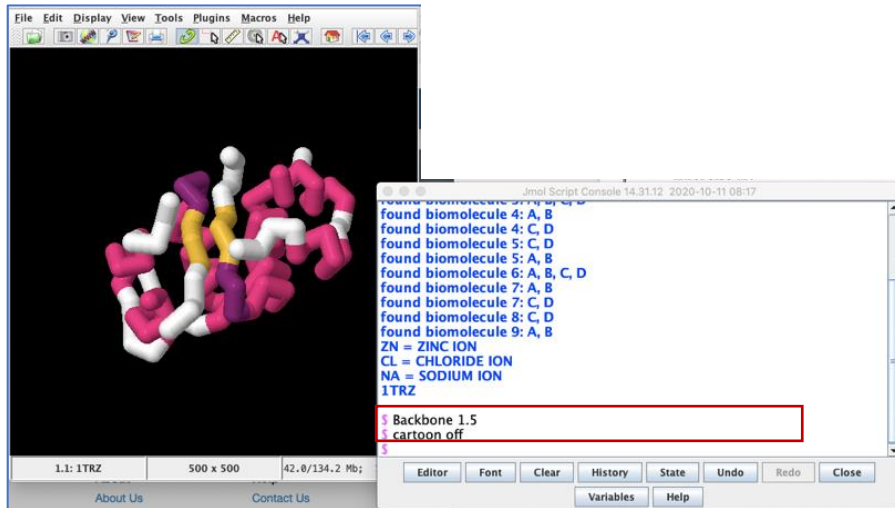 File Edit Display View Tools Plugins Macros Help
1.1: 1TRZ 500 x 500 42.0/134.2 Mb;
About Us Contact Us
Jmol Script Console 14.31.12 2020-10-11 08:17
found biomolecule 3: A, B, C, D
found biomolecule 4: A, B
found biomolecule 4: C, D
found biomolecule 5: C, D
found biomolecule 5: A, B
found biomolecule 6: A, B, C, D
found biomolecule 7: A, B
found biomolecule 7: C, D
found biomolecule 8: C, D
found biomolecule 9: A, B
ZN = ZINC ION
CL = CHLORIDE ION
NA = SODIUM ION
1TRZ
$ Backbone 1.5
$ cartoon off
$
Editor Font Clear History State Undo Redo Close
Variables Help